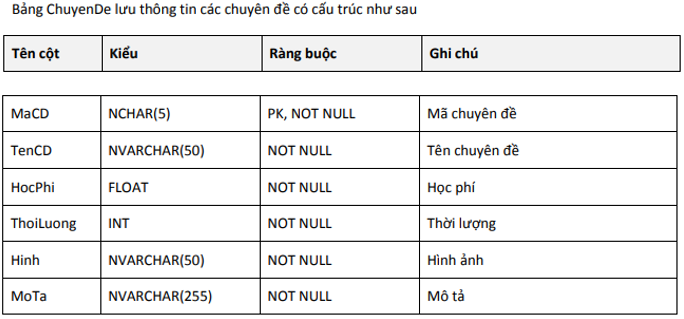 Bảng ChuyenDe lưu thông tin các chuyên đề có cấu trúc như sau
Tên cột Kiểu Ràng buộc Ghi chú
MaCD NCHAR(5) PK, NOT NULL Mã chuyên đề
TenCD NVARCHAR(50) NOT NULL Tên chuyên đề
HocPhi FLOAT NOT NULL Học phí
ThoiLuong INT NOT NULL Thời lượng
Hinh NVARCHAR(50) NOT NULL Hình ảnh
MoTa NVARCHAR(255) NOT NULL Mô tả